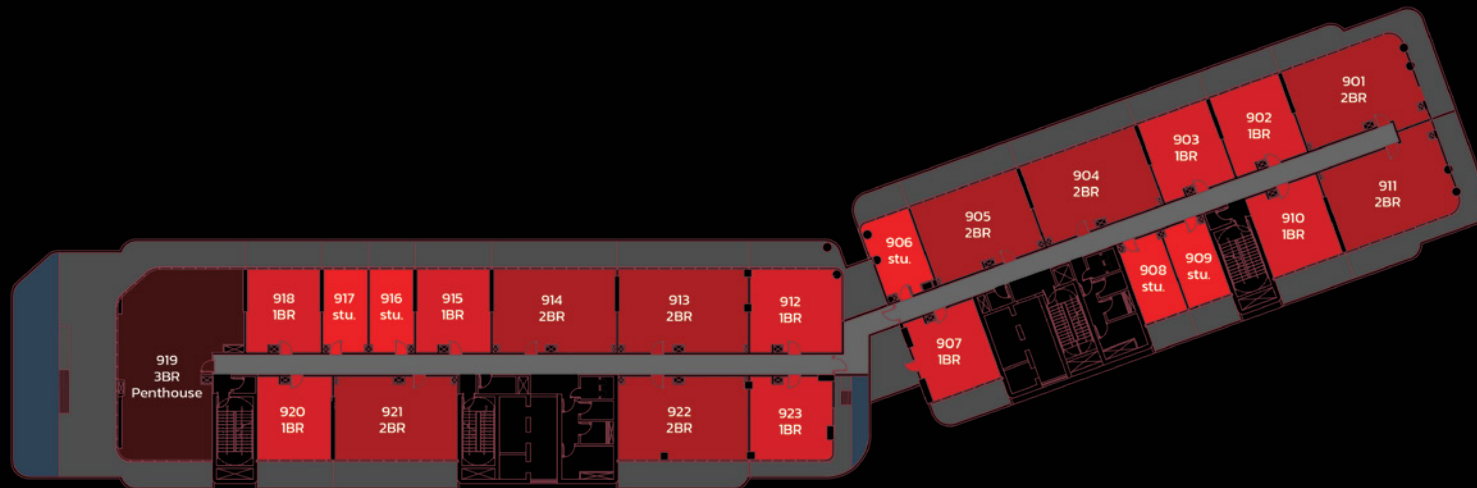 901
2BR
902
1BR
903
1BR
904
2BR
905
2BR
906
stu.
907
1BR
908
stu.
909
stu.
910
1BR
911
2BR
912
1BR
913
2BR
914
2BR
915
1BR
916
stu.
917
stu.
918
1BR
919
3BR
Penthouse
920
1BR
921
2BR
922
2BR
923
1BR